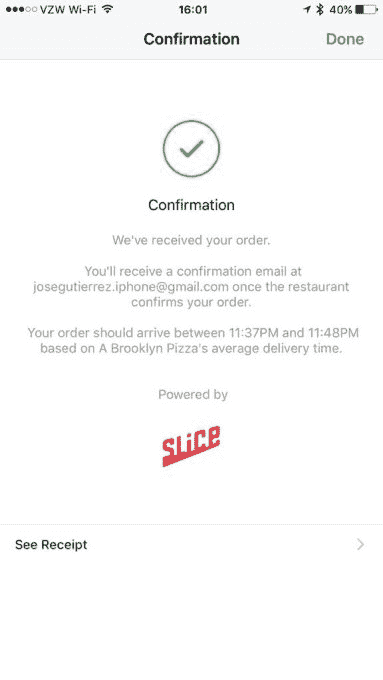 VZW Wi-Fi 16:01 40%
Confirmation Done
Confirmation
We've received your order.
You'll receive a confirmation email at
josegutierrez.iphone@gmail.com once the restaurant
confirms your order.
Your order should arrive between 11:37PM and 11:48PM
based on A Brooklyn Pizza's average delivery time.
Powered by
SLiCe
See Receipt